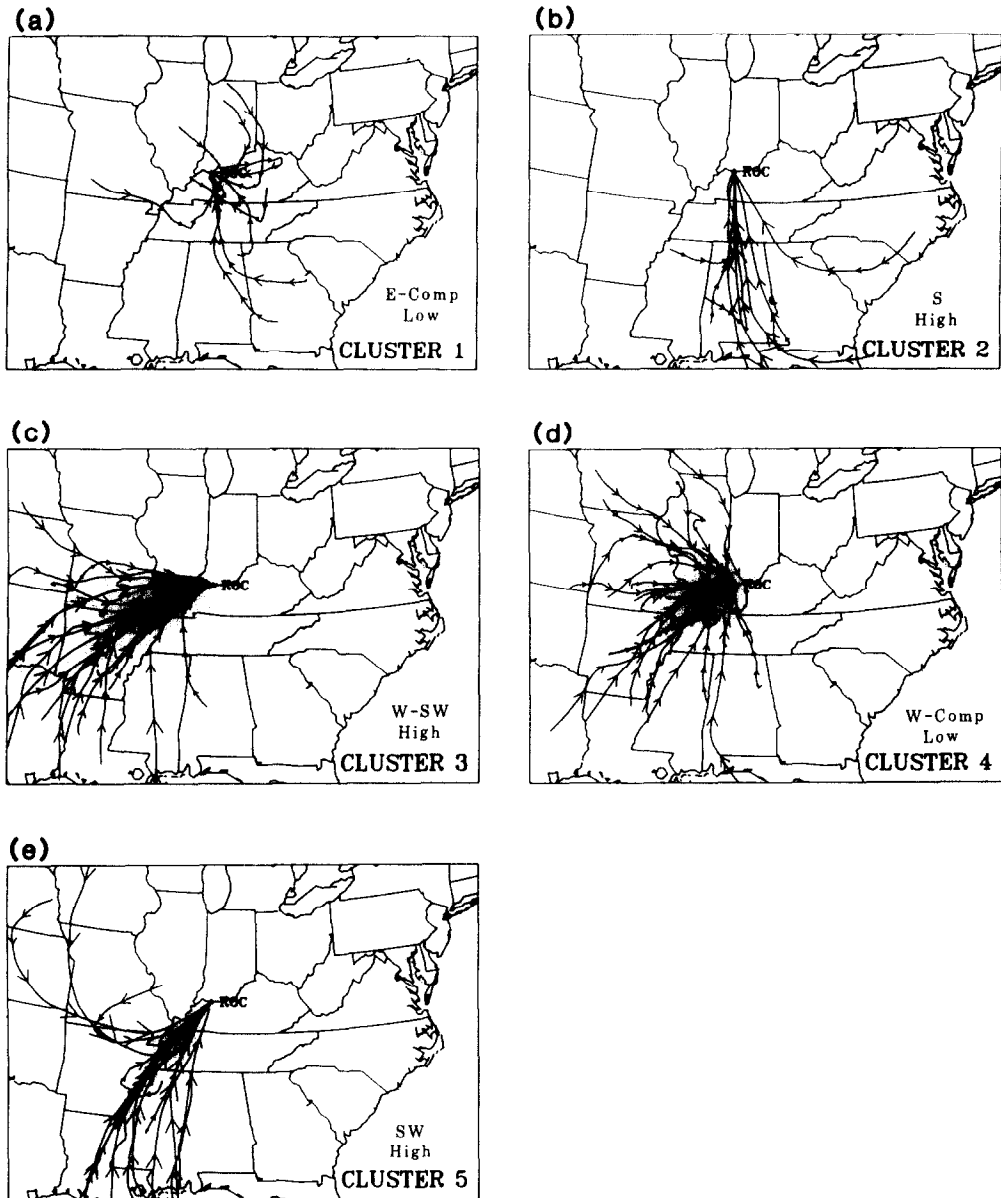 (a)
ROC
E-Comp
Low
CLUSTER 1
(b)
ROC
S
High
CLUSTER 2
(c)
ROC
W-SW
High
CLUSTER 3
(d)
ROC
W-Comp
Low
CLUSTER 4
(e)
ROC
SW
High
CLUSTER 5